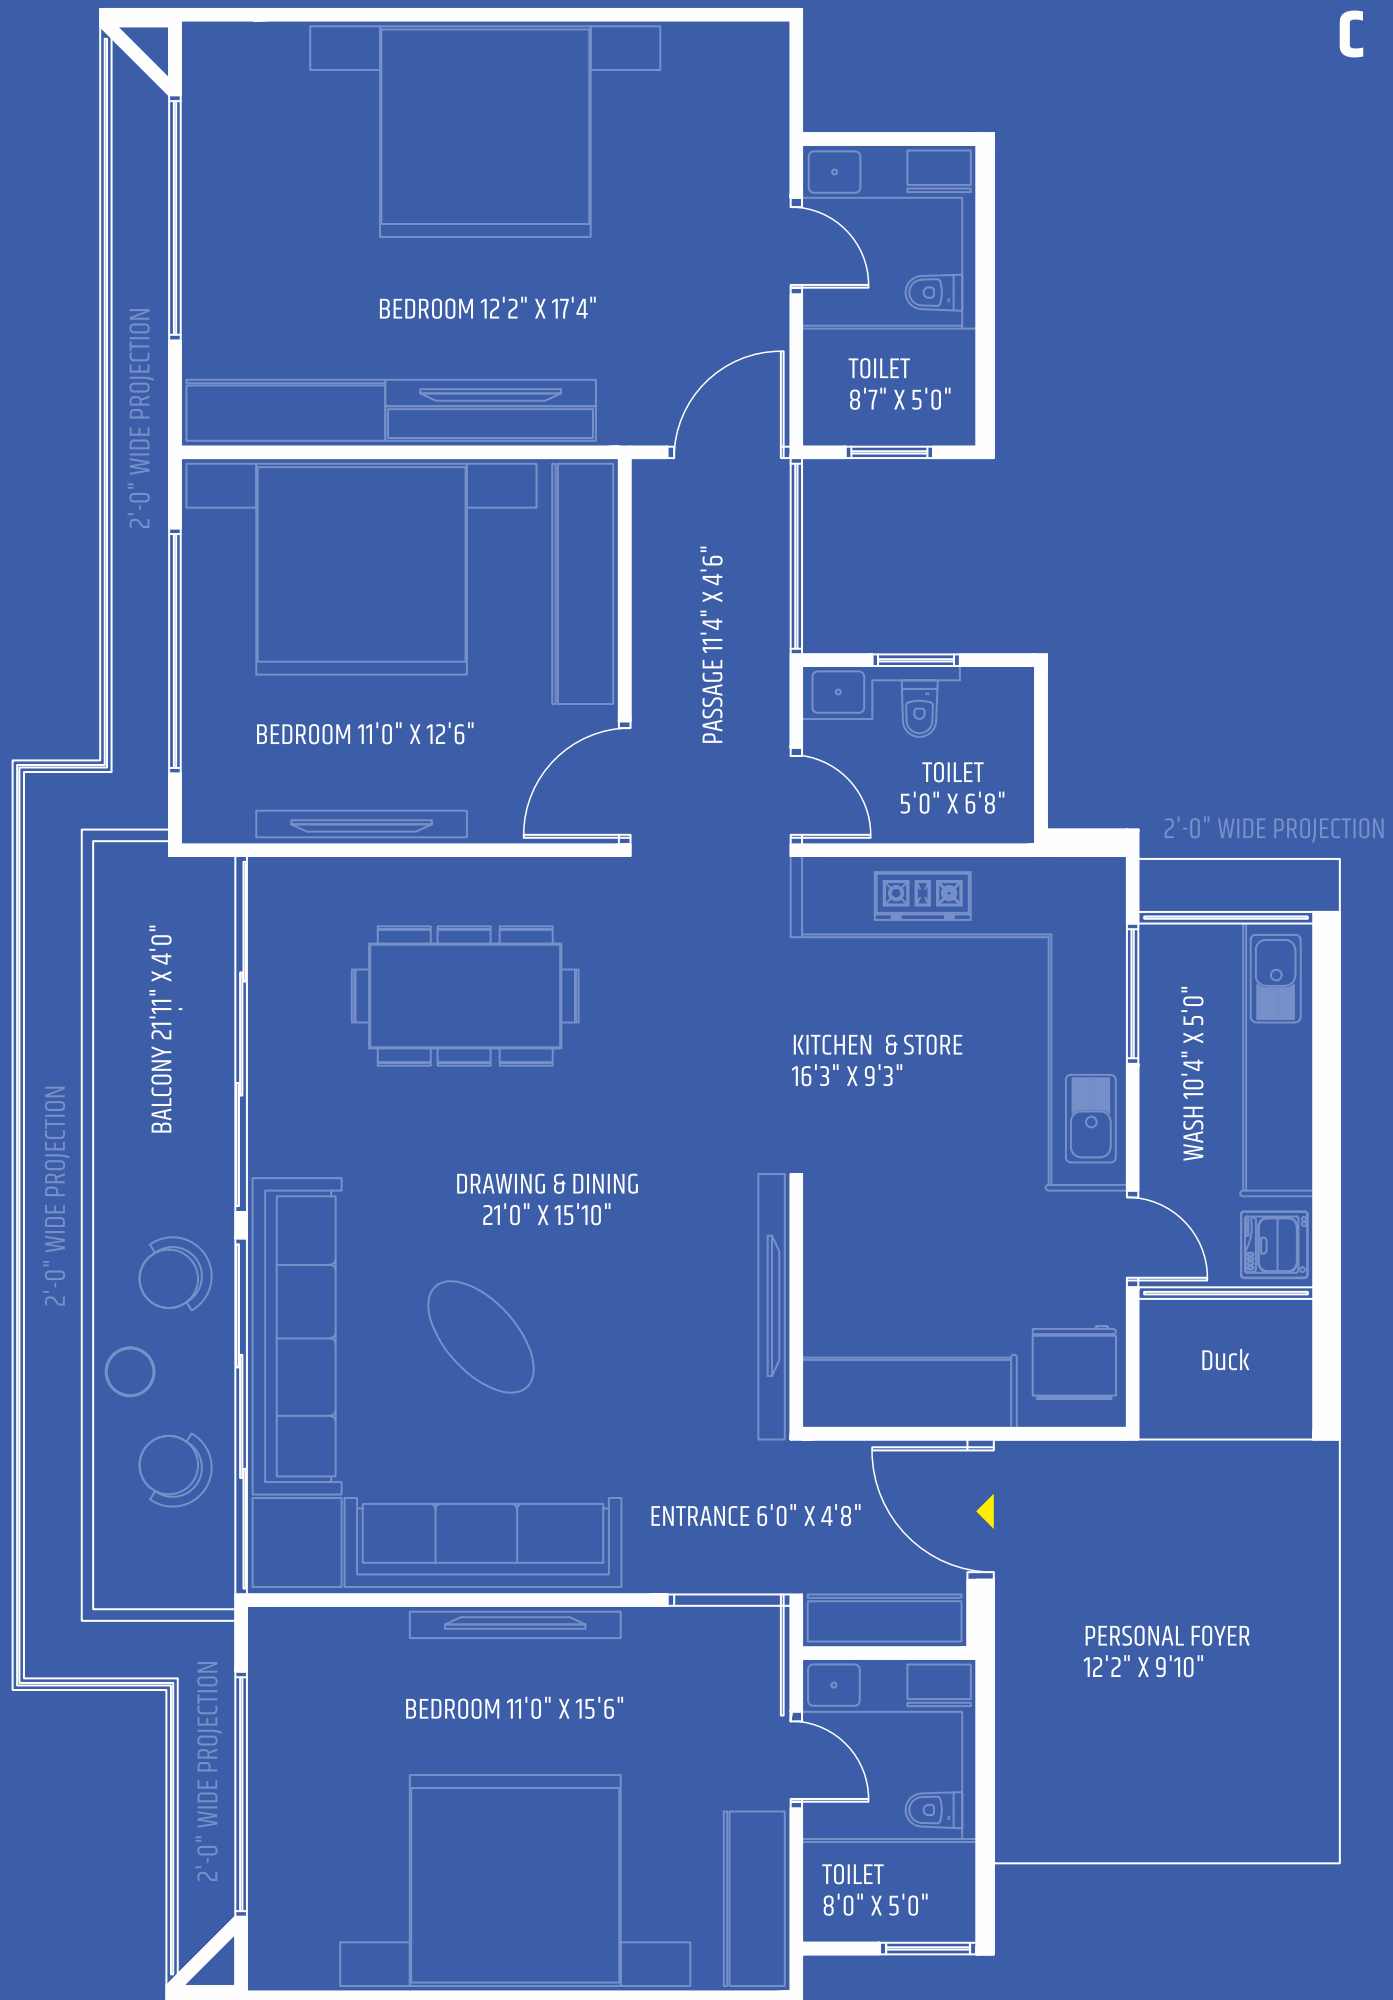 C
BEDROOM 12'2" X 17'4"
2'-0" WIDE PROJECTION
TOILET
8'7" X 5'0"
PASSAGE 11'4" X 4'6"
BEDROOM 11'0" X 12'6"
TOILET
5'0" X 6'8"
2'-0" WIDE PROJECTION
BALCONY 21'11" X 4'0"
KITCHEN & STORE
16'3" X 9'3"
WASH 10'4" X 5'0"
2'-0" WIDE PROJECTION
DRAWING & DINING
21'0" X 15'10"
Duck
ENTRANCE 6'0" X 4'8"
PERSONAL FOYER
12'2" X 9'10"
BEDROOM 11'0" X 15'6"
2'-0" WIDE PROJECTION
TOILET
8'0" X 5'0"